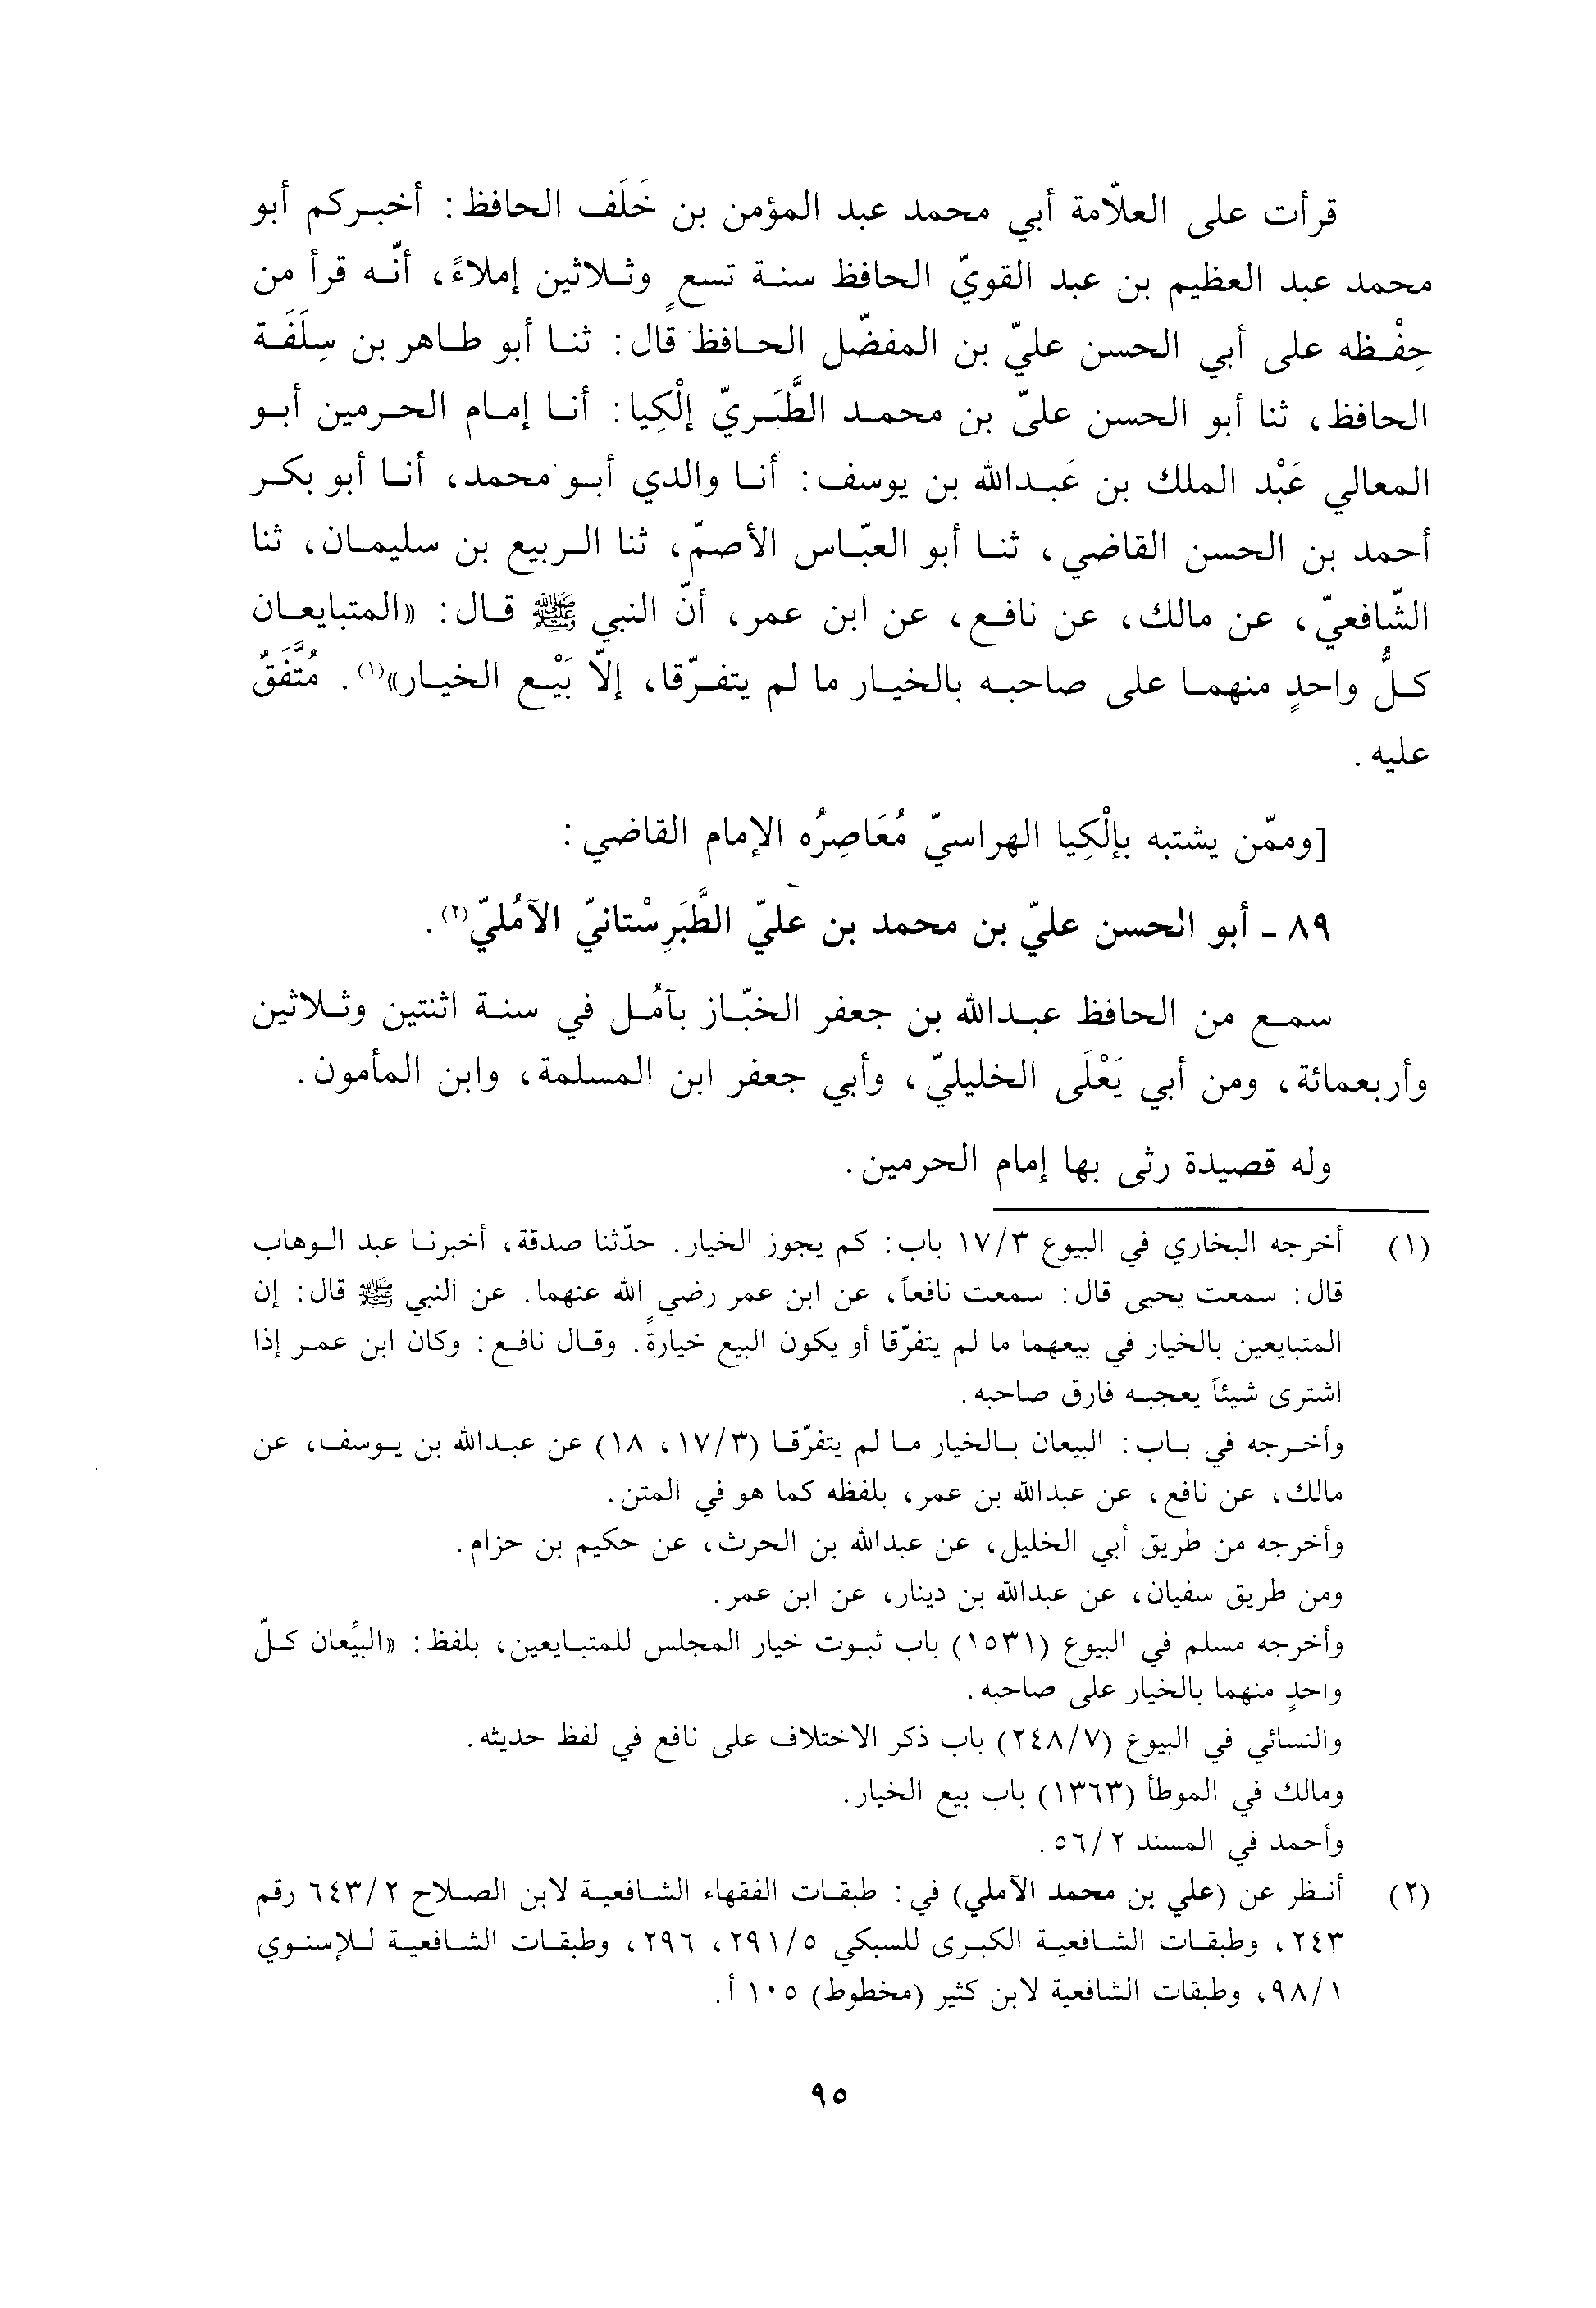 قرأت على العلاّمة أبي محمد عبد المؤمن بن خَلَف الحافظ: أخبركم أبو
محمد عبد العظيم بن عبد القويّ الحافظ سنة تسعٍ وثلاثين إملاءً، أنّه قرأ من
حِفْظه على أبي الحسن عليّ بن المفضّل الحافظ قال: ثنا أبو طاهر بن سِلَفَة
الحافظ، ثنا أبو الحسن عليّ بن محمد الطَّبَريّ إلْكِيا: أنا إمام الحرمين أبو
المعالي عَبْد الملك بن عَبدالله بن يوسف: أنا والدي أبو محمد، أنا أبو بكر
أحمد بن الحسن القاضي، ثنا أبو العبّاس الأصمّ، ثنا الربيع بن سليمان، ثنا
الشّافعيّ، عن مالك، عن نافع، عن ابن عمر، أنّ النبي ﷺ قال: «المتبايعان
كلُّ واحدٍ منهما على صاحبه بالخيار ما لم يتفرّقا، إلاّ بَيْع الخيار»(١). مُتَّفَقٌ
عليه.
[وممّن يشتبه بإلْكِيا الهراسيّ مُعَاصِرُه الإمام القاضي:
٨٩ - أبو الحسن عليّ بن محمد بن عليّ الطَّبَرِسْتانيّ الآمُليّ(٢).
سمع من الحافظ عبدالله بن جعفر الخبّاز بآمُل في سنة اثنتين وثلاثين
وأربعمائة، ومن أبي يَعْلَى الخليليّ، وأبي جعفر ابن المسلمة، وابن المأمون.
وله قصيدة رثى بها إمام الحرمين.
(١) أخرجه البخاري في البيوع ١٧/٣ باب: كم يجوز الخيار. حدّثنا صدقة، أخبرنا عبد الوهاب
قال: سمعت يحيى قال: سمعت نافعاً، عن ابن عمر رضي الله عنهما. عن النبي ﷺ قال: إن
المتبايعين بالخيار في بيعهما ما لم يتفرّقا أو يكون البيع خيارةٍ. وقال نافع: وكان ابن عمر إذا
اشترى شيئاً يعجبه فارق صاحبه.
وأخرجه في باب: البيعان بالخيار ما لم يتفرّقا (١٧/٣، ١٨) عن عبدالله بن يوسف، عن
مالك، عن نافع، عن عبدالله بن عمر، بلفظه كما هو في المتن.
وأخرجه من طريق أبي الخليل، عن عبدالله بن الحرث، عن حكيم بن حزام.
ومن طريق سفيان، عن عبدالله بن دينار، عن ابن عمر.
وأخرجه مسلم في البيوع (١٥٣١) باب ثبوت خيار المجلس للمتبايعين، بلفظ: «البيِّعان كلّ
واحدٍ منهما بالخيار على صاحبه.
والنسائي في البيوع (٢٤٨/٧) باب ذكر الاختلاف على نافع في لفظ حديثه.
ومالك في الموطأ (١٣٦٣) باب بيع الخيار.
وأحمد في المسند ٥٦/٢.
(٢) أنظر عن (علي بن محمد الآملي) في: طبقات الفقهاء الشافعية لابن الصلاح ٦٤٣/٢ رقم
٢٤٣، وطبقات الشافعية الكبرى للسبكي ٢٩١/٥، ٢٩٦، وطبقات الشافعية للإسنوي
٩٨/١، وطبقات الشافعية لابن كثير (مخطوط) ١٠٥ أ.
٩٥